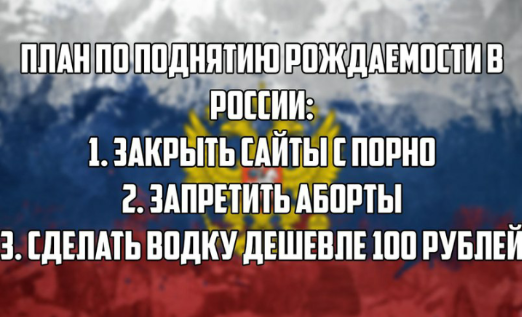 ПЛАН ПО ПОДНЯТИЮ РОЖДАЕМОСТИ В
РОССИИ:
1. ЗАКРЫТЬ САЙТЫ С ПОРНО
2. ЗАПРЕТИТЬ АБОРТЫ
3. СДЕЛАТЬ ВОДКУ ДЕШЕВЛЕ 100 РУБЛЕЙ